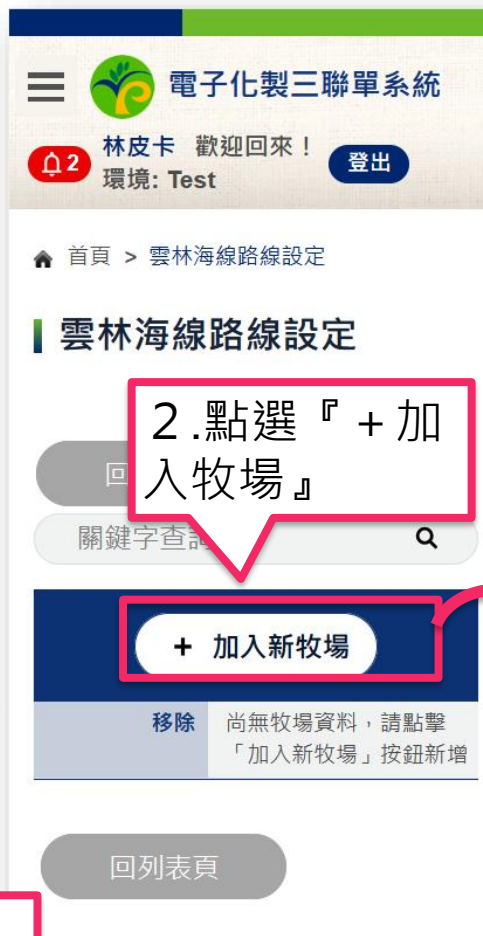 電子化製三聯單系統
2
林皮卡 歡迎回來！
環境: Test
登出
首頁 > 雲林海線路線設定
雲林海線路線設定
２.點選『+加
入牧場』
回
關鍵字查詢
+ 加入新牧場
移除
尚無牧場資料，請點擊
「加入新牧場」按鈕新增
回列表頁